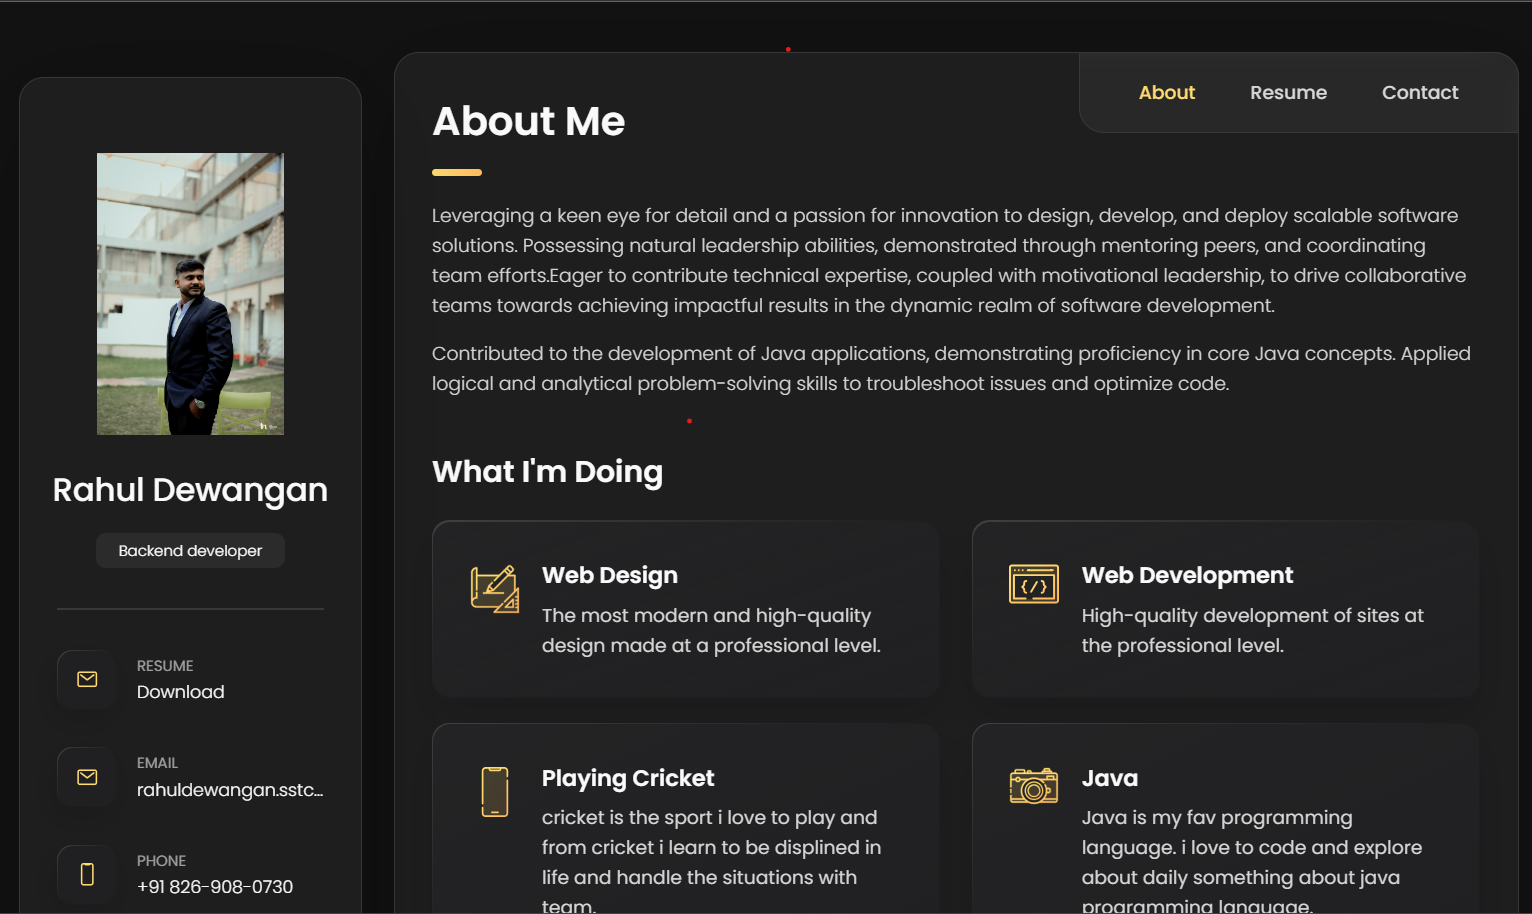 About
Resume
Contact
About Me
Leveraging a keen eye for detail and a passion for innovation to design, develop, and deploy scalable software
solutions. Possessing natural leadership abilities, demonstrated through mentoring peers, and coordinating
team efforts.Eager to contribute technical expertise, coupled with motivational leadership, to drive collaborative
teams towards achieving impactful results in the dynamic realm of software development.
Contributed to the development of Java applications, demonstrating proficiency in core Java concepts. Applied
logical and analytical problem-solving skills to troubleshoot issues and optimize code.
Rahul Dewangan
Backend developer
RESUME
Download
EMAIL
rahuldewangan.sstc...
PHONE
+91 826-908-0730
What I'm Doing
Web Design
The most modern and high-quality
design made at a professional level.
Web Development
High-quality development of sites at
the professional level.
Playing Cricket
cricket is the sport i love to play and
from cricket i learn to be displined in
life and handle the situations with
team.
Java
Java is my fav programming
language. i love to code and explore
about daily something about java
programming language.